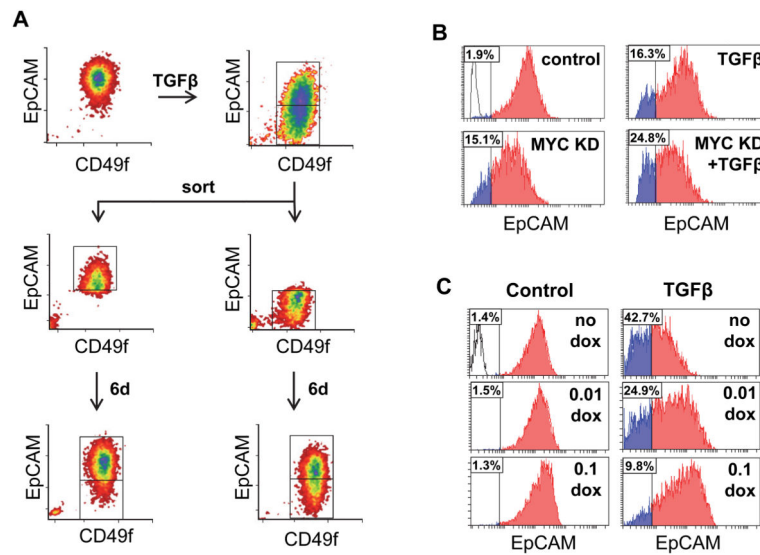 A
EpCAM
CD49f
TGFβ
EpCAM
CD49f
sort
EpCAM
CD49f
EpCAM
CD49f
6d
6d
EpCAM
CD49f
EpCAM
CD49f
B
1.9%
control
16.3%
TGFβ
15.1%
MYC KD
24.8%
MYC KD
+TGFβ
EpCAM
EpCAM
C
Control
TGFβ
1.4%
no
dox
42.7%
no
dox
1.5%
0.01
dox
24.9%
0.01
dox
1.3%
0.1
dox
9.8%
0.1
dox
EpCAM
EpCAM